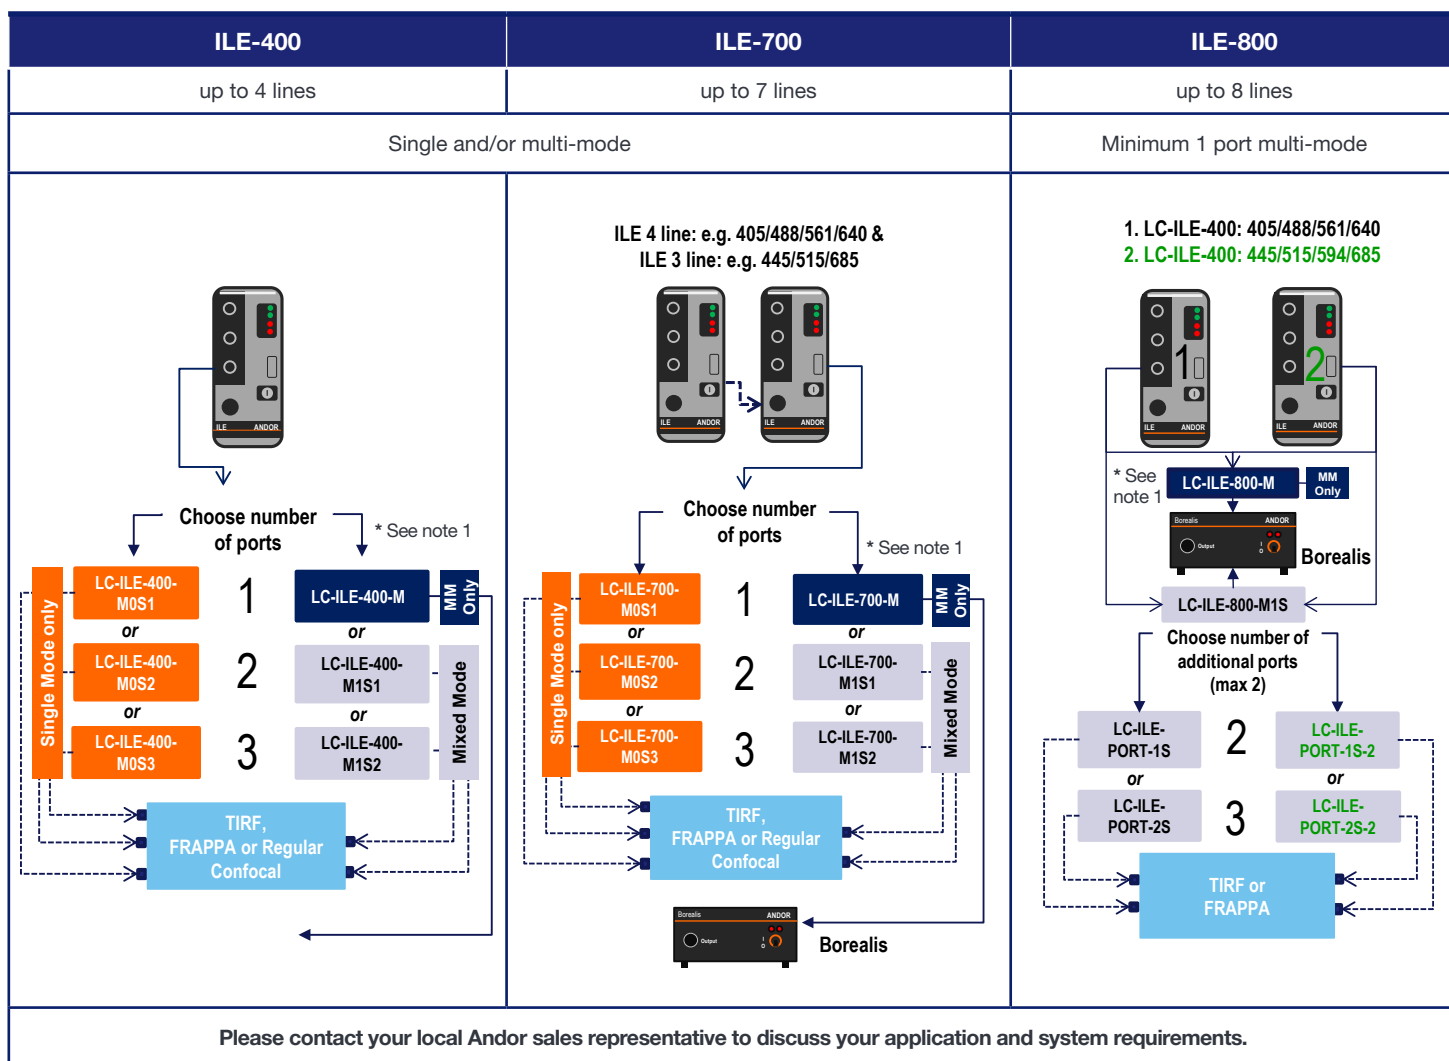 ILE-400
ILE-700
ILE-800
up to 4 lines
up to 7 lines
up to 8 lines
Single and/or multi-mode
Minimum 1 port multi-mode
ILE ANDOR
Choose number
of ports
* See note 1
Single Mode only
LC-ILE-400-
M0S1
or
LC-ILE-400-
M0S2
or
LC-ILE-400-
M0S3
1
2
3
LC-ILE-400-M
MM
Only
or
LC-ILE-400-
M1S1
or
LC-ILE-400-
M1S2
Mixed Mode
TIRF,
FRAPPA or Regular
Confocal
ILE 4 line: e.g. 405/488/561/640 &
ILE 3 line: e.g. 445/515/685
ILE ANDOR
ILE ANDOR
Choose number
of ports
* See note 1
Single Mode only
LC-ILE-700-
M0S1
or
LC-ILE-700-
M0S2
or
LC-ILE-700-
M0S3
1
2
3
LC-ILE-700-M
MM
Only
or
LC-ILE-700-
M1S1
or
LC-ILE-700-
M1S2
Mixed Mode
TIRF,
FRAPPA or Regular
Confocal
Borealis ANDOR
Output
I
O
Borealis
1. LC-ILE-400: 405/488/561/640
2. LC-ILE-400: 445/515/594/685
1
ILE ANDOR
2
ILE ANDOR
* See
note 1
LC-ILE-800-M
MM
Only
Borealis ANDOR
Output
I
O
Borealis
LC-ILE-800-M1S
Choose number of
additional ports
(max 2)
LC-ILE-
PORT-1S
or
LC-ILE-
PORT-2S
2
3
LC-ILE-
PORT-1S-2
or
LC-ILE-
PORT-2S-2
TIRF or
FRAPPA
Please contact your local Andor sales representative to discuss your application and system requirements.